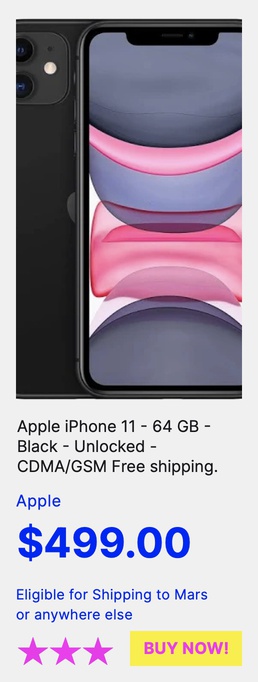 Apple iPhone 11 - 64 GB -
Black - Unlocked -
CDMA/GSM Free shipping.
Apple
$499.00
Eligible for Shipping to Mars
or anywhere else
BUY NOW!